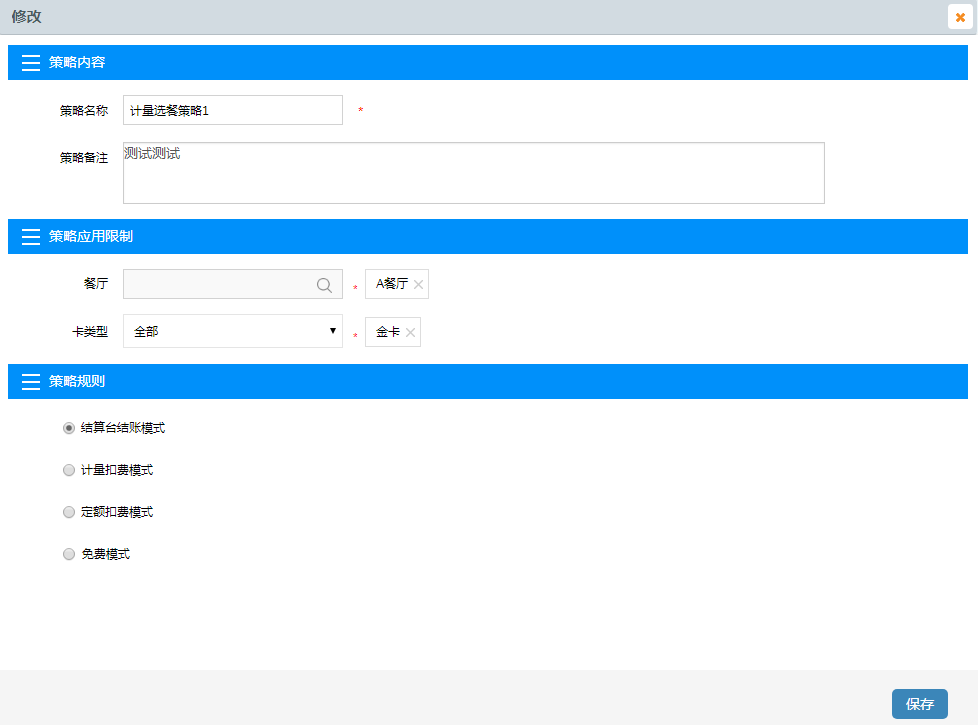 修改
策略内容
策略名称 计量选餐策略1 *
策略备注 测试测试
策略应用限制
餐厅 * A餐厅
卡类型 全部 * 金卡
策略规则
结算台结账模式
计量扣费模式
定额扣费模式
免费模式
保存